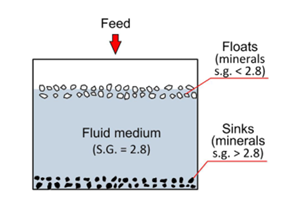 Feed
Floats
(minerals
s.g. < 2.8)
Fluid medium
(S.G. = 2.8)
Sinks
(minerals
s.g. > 2.8)